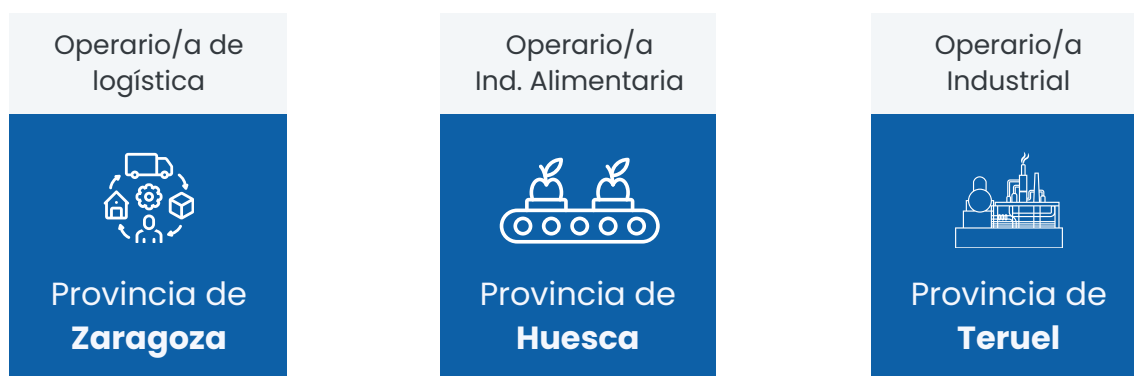 Operario/a de
logística
Provincia de
Zaragoza
Operario/a
Ind. Alimentaria
Provincia de
Huesca
Operario/a
Industrial
Provincia de
Teruel